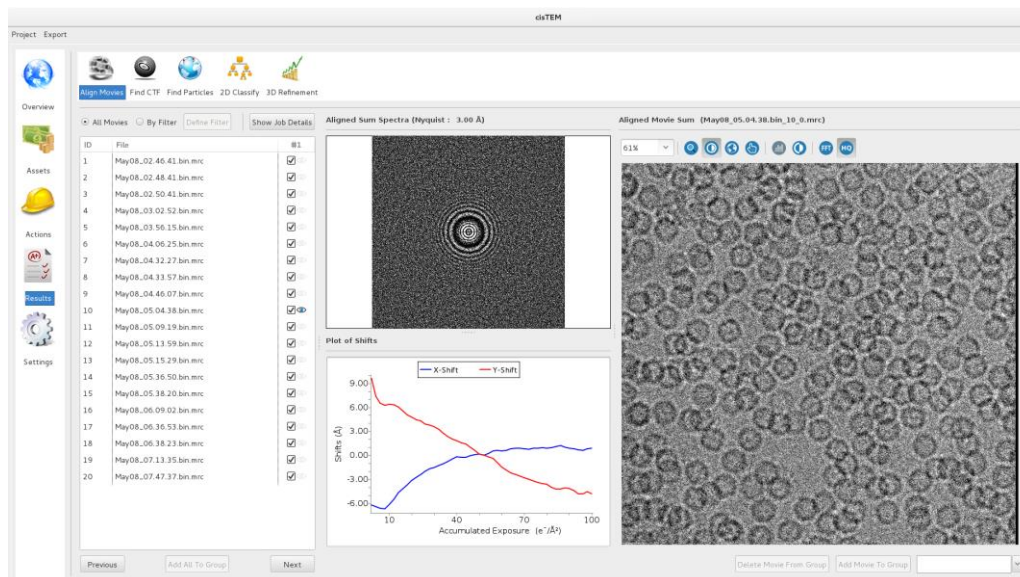 cisTEM
Project Export
Overview
Assets
Actions
Results
Settings
Align Movies Find CTF Find Particles 2D Classify 3D Refinement
All Movies By Filter Define Filter Show Job Details
ID File #1
1 May08_02.46.41.bin.mrc
2 May08_02.48.41.bin.mrc
3 May08_02.50.41.bin.mrc
4 May08_03.02.52.bin.mrc
5 May08_03.56.15.bin.mrc
6 May08_04.06.25.bin.mrc
7 May08_04.32.27.bin.mrc
8 May08_04.33.57.bin.mrc
9 May08_04.46.07.bin.mrc
10 May08_05.04.38.bin.mrc
11 May08_05.09.19.bin.mrc
12 May08_05.13.59.bin.mrc
13 May08_05.15.29.bin.mrc
14 May08_05.36.50.bin.mrc
15 May08_05.38.20.bin.mrc
16 May08_06.09.02.bin.mrc
17 May08_06.36.53.bin.mrc
18 May08_06.38.23.bin.mrc
19 May08_07.13.35.bin.mrc
20 May08_07.47.37.bin.mrc
Previous Add All To Group Next
Aligned Sum Spectra (Nyquist : 3.00 Å)
Plot of Shifts
X-Shift Y-Shift
9.00
6.00
3.00
0.00
-3.00
-6.00
Shifts (Å)
10 40 70 100
Accumulated Exposure (e⁻/Å²)
Aligned Movie Sum (May08_05.04.38.bin_10_0.mrc)
61% FFT HQ
Delete Movie From Group Add Movie To Group